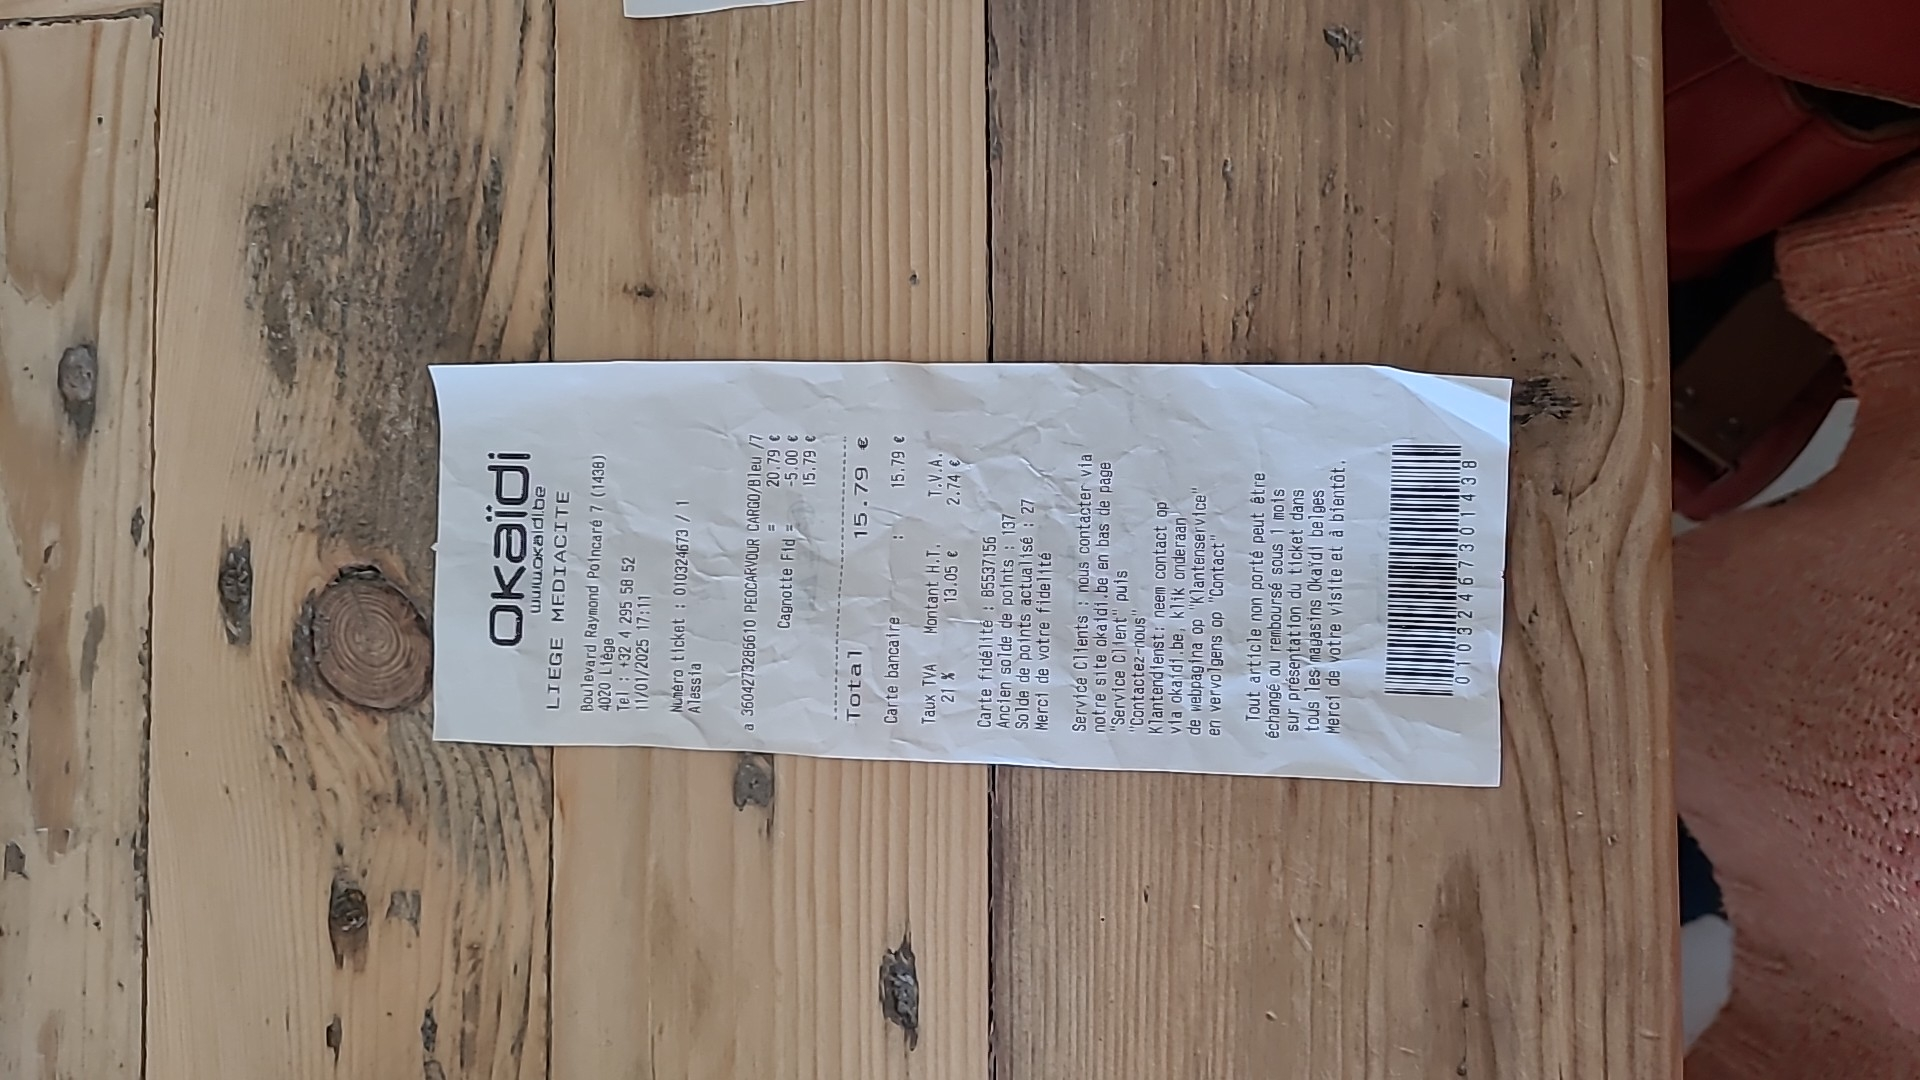 Okaïdi
www.okaidi.be
LIEGE MEDIACITE
Boulevard Raymond Poincaré 7 (1438)
4020 Liège
Tel : +32 4 295 58 52
11/01/2025 17:11
Numéro ticket : 010324673 / 1
Alessia
a 3604273286610 PEOCARVOUR CARGO/Bleu /7
= 20.79 €
Cagnotte Fid = -5.00 €
15.79 €
Total 15.79 €
Carte bancaire : 15.79 €
Taux TVA Montant H.T. T.V.A.
21 % 13.05 € 2.74 €
Carte fidélité : 85537156
Ancien solde de points : 137
Solde de points actualisé : 27
Merci de votre fidelité
Service Clients : nous contacter via
notre site okaidi.be en bas de page
"Service Client" puis
"Contactez-nous"
Klantendienst: neem contact op
via okaidi.be, klik onderaan
de webpagina op "Klantenservice"
en vervolgens op "Contact"
Tout article non porté peut être
échangé ou remboursé sous 1 mois
sur présentation du ticket dans
tous les magasins Okaïdi belges
Merci de votre visite et à bientôt.
01032467301438